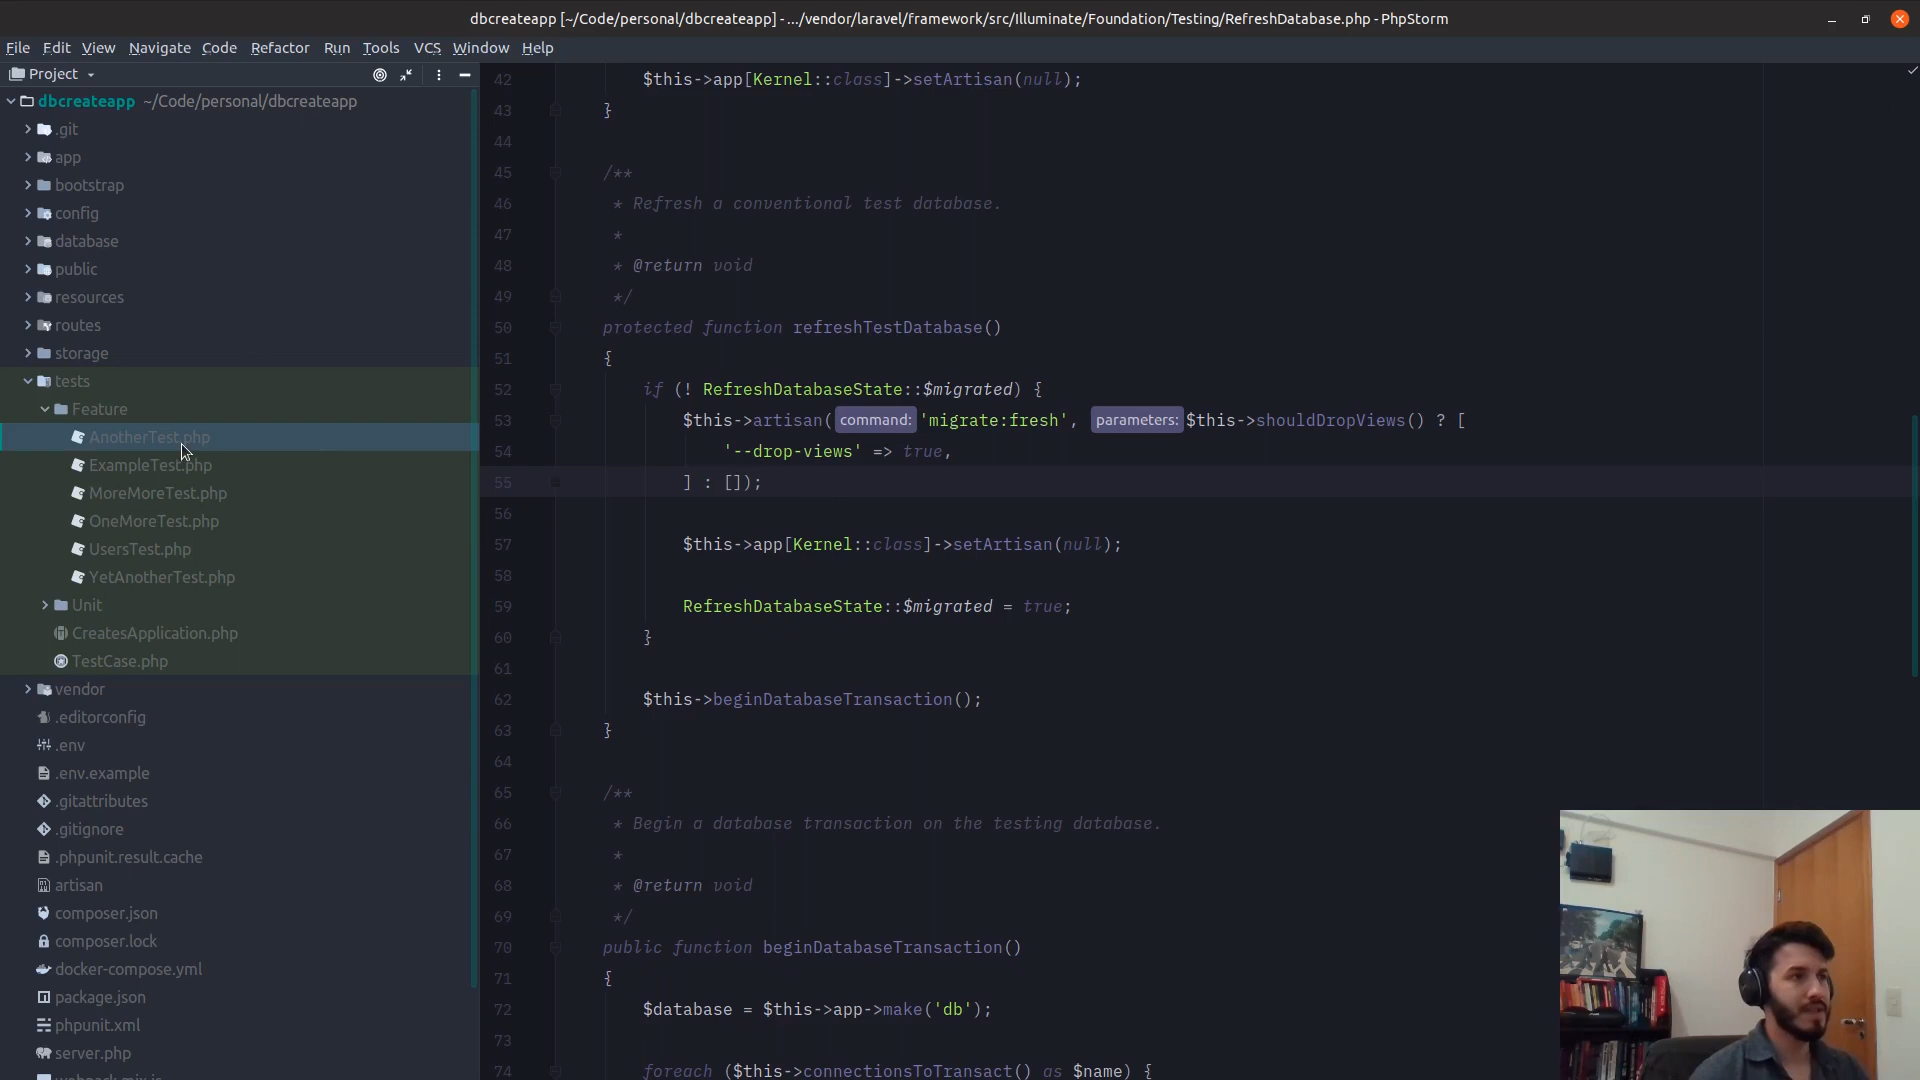 dbcreateapp [~/Code/personal/dbcreateapp] - .../vendor/laravel/framework/src/Illuminate/Foundation/Testing/RefreshDatabase.php - PhpStorm
File Edit View Navigate Code Refactor Run Tools VCS Window Help
Project
dbcreateapp ~/Code/personal/dbcreateapp
.git
app
bootstrap
config
database
public
resources
routes
storage
tests
Feature
AnotherTest.php
ExampleTest.php
MoreMoreTest.php
OneMoreTest.php
UsersTest.php
YetAnotherTest.php
Unit
CreatesApplication.php
TestCase.php
vendor
.editorconfig
.env
.env.example
.gitattributes
.gitignore
.phpunit.result.cache
artisan
composer.json
composer.lock
docker-compose.yml
package.json
phpunit.xml
server.php
webpack.mix.js
42 $this->app[Kernel::class]->setArtisan(null);
43 }
44
45 /**
46 * Refresh a conventional test database.
47 *
48 * @return void
49 */
50 protected function refreshTestDatabase()
51 {
52 if (! RefreshDatabaseState::$migrated) {
53 $this->artisan( command: 'migrate:fresh', parameters: $this->shouldDropViews() ? [
54 '--drop-views' => true,
55 ] : []);
56
57 $this->app[Kernel::class]->setArtisan(null);
58
59 RefreshDatabaseState::$migrated = true;
60 }
61
62 $this->beginDatabaseTransaction();
63 }
64
65 /**
66 * Begin a database transaction on the testing database.
67 *
68 * @return void
69 */
70 public function beginDatabaseTransaction()
71 {
72 $database = $this->app->make('db');
73
74 foreach ($this->connectionsToTransact() as $name) {